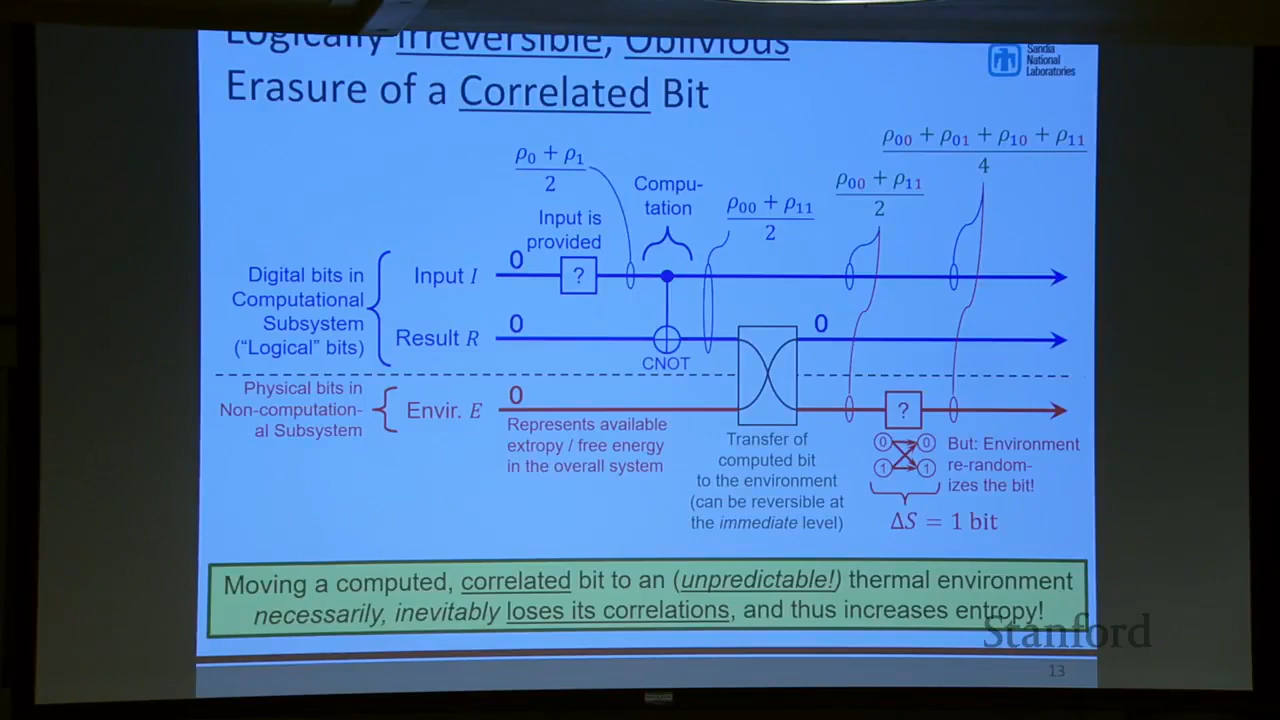 Logically Irreversible, Oblivious
Erasure of a Correlated Bit
Sandia
National
Laboratories
ρ₀ + ρ₁
2
Input is
provided
Compu-
tation
ρ₀₀ + ρ₁₁
2
ρ₀₀ + ρ₁₁
2
ρ₀₀ + ρ₀₁ + ρ₁₀ + ρ₁₁
4
Digital bits in
Computational
Subsystem
("Logical" bits)
Input I
0
?
Result R
0
CNOT
0
Physical bits in
Non-computation-
al Subsystem
Envir. E
0
Represents available
extropy / free energy
in the overall system
Transfer of
computed bit
to the environment
(can be reversible at
the immediate level)
?
0 0
1 1
But: Environment
re-random-
izes the bit!
ΔS = 1 bit
Moving a computed, correlated bit to an (unpredictable!) thermal environment
necessarily, inevitably loses its correlations, and thus increases entropy!
Stanford
13